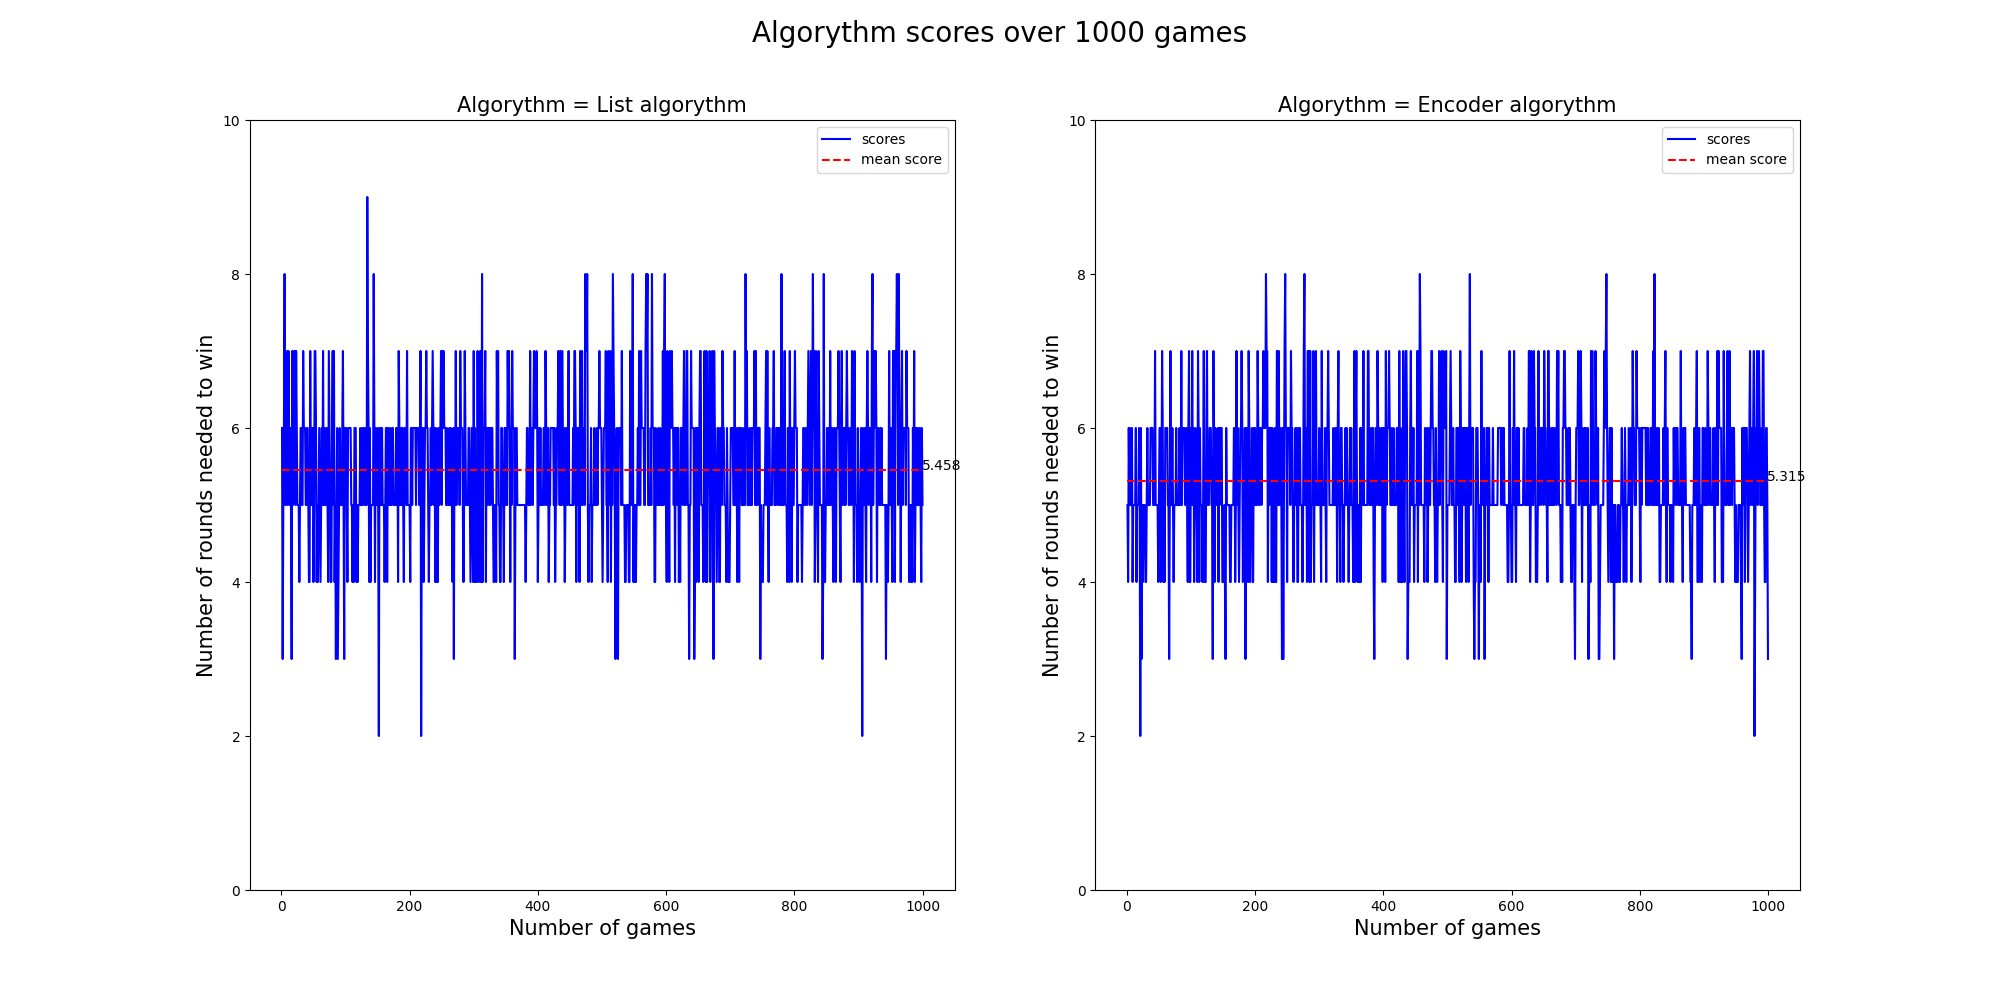 Algorythm scores over 1000 games
Algorythm = List algorythm
10
8
6
4
2
0
0 200 400 600 800 1000
Number of rounds needed to win
Number of games
scores
mean score
5.458
Algorythm = Encoder algorythm
10
8
6
4
2
0
0 200 400 600 800 1000
Number of rounds needed to win
Number of games
scores
mean score
5.315